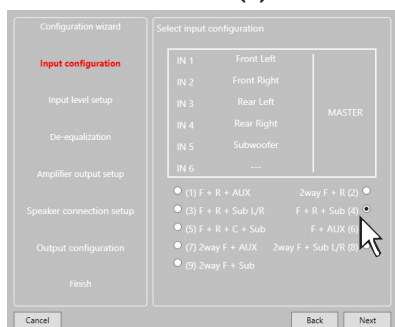 Configuration wizard
Input configuration
Input level setup
De-equalization
Amplifier output setup
Speaker connection setup
Output configuration
Finish
Select input configuration
IN 1 Front Left
IN 2 Front Right
IN 3 Rear Left
IN 4 Rear Right
IN 5 Subwoofer
IN 6 ---
MASTER
(1) F + R + AUX 2way F + R (2)
(3) F + R + Sub L/R F + R + Sub (4)
(5) F + R + C + Sub F + AUX (6)
(7) 2way F + AUX 2way F + Sub L/R (8)
(9) 2way F + Sub
Cancel Back Next